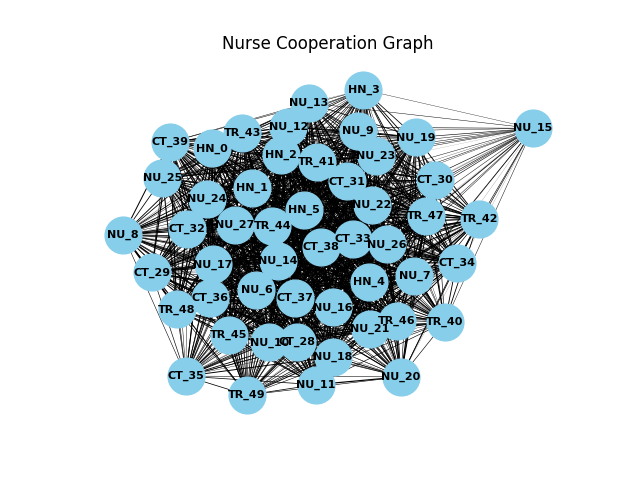 Nurse Cooperation Graph
HN_3
NU_13
NU_15
NU_12
TR_43
NU_9
NU_19
CT_39
HN_0
HN_2
NU_23
TR_41
NU_25
CT_31
CT_30
HN_1
NU_24
NU_22
HN_5
TR_47
TR_42
NU_27
TR_44
CT_32
NU_8
CT_33
NU_26
CT_38
NU_14
NU_17
CT_34
CT_29
NU_7
HN_4
NU_6
CT_36
CT_37
TR_48
NU_16
TR_46
TR_40
NU_21
TR_45
NU_10
CT_28
NU_18
CT_35
NU_20
NU_11
TR_49